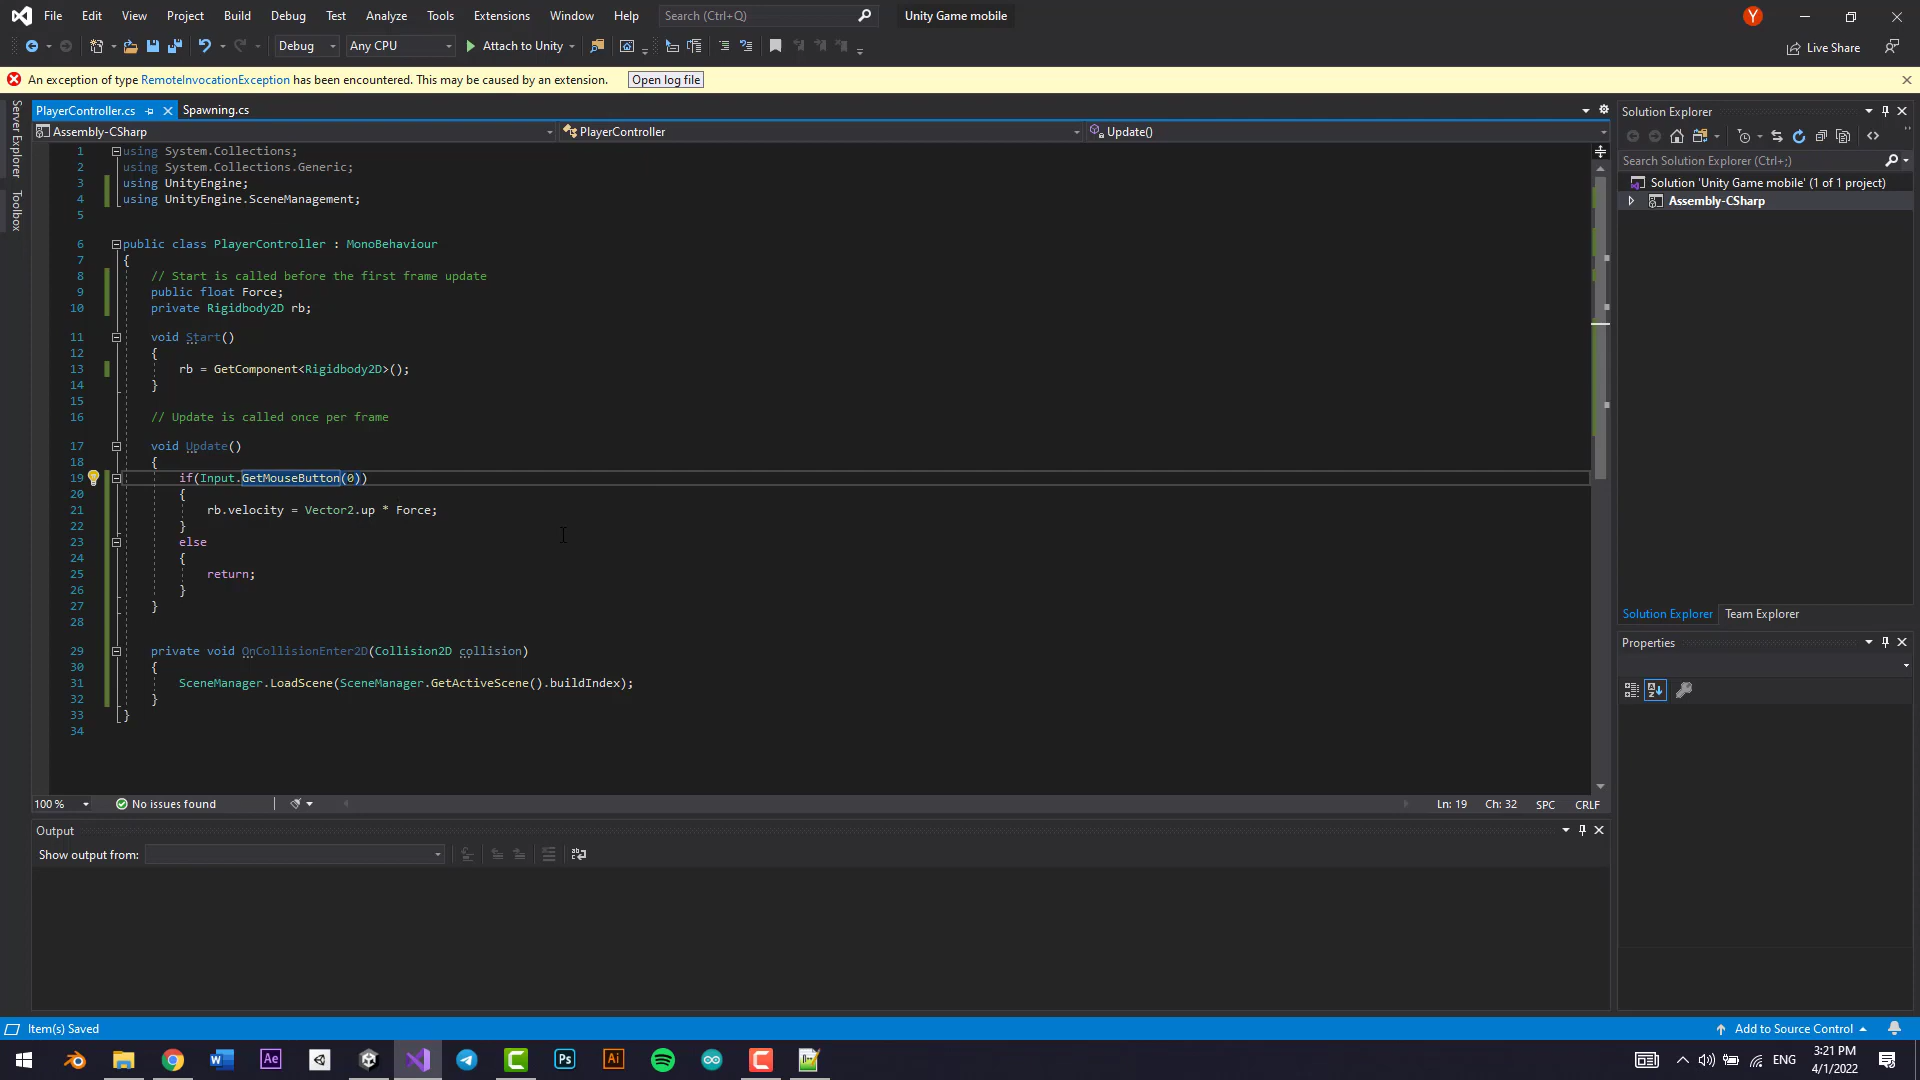 File Edit View Project Build Debug Test Analyze Tools Extensions Window Help Search (Ctrl+Q) Unity Game mobile Y
Debug Any CPU Attach to Unity Live Share
An exception of type RemoteInvocationException has been encountered. This may be caused by an extension. Open log file
Server Explorer
Toolbox
PlayerController.cs Spawning.cs
Assembly-CSharp PlayerController Update()
1 using System.Collections;
2 using System.Collections.Generic;
3 using UnityEngine;
4 using UnityEngine.SceneManagement;
5
6 public class PlayerController : MonoBehaviour
7 {
8 // Start is called before the first frame update
9 public float Force;
10 private Rigidbody2D rb;
11 void Start()
12 {
13 rb = GetComponent<Rigidbody2D>();
14 }
15
16 // Update is called once per frame
17 void Update()
18 {
19 if(Input.GetMouseButton(0))
20 {
21 rb.velocity = Vector2.up * Force;
22 }
23 else
24 {
25 return;
26 }
27 }
28
29 private void OnCollisionEnter2D(Collision2D collision)
30 {
31 SceneManager.LoadScene(SceneManager.GetActiveScene().buildIndex);
32 }
33 }
34
100 % No issues found Ln: 19 Ch: 32 SPC CRLF
Output
Show output from:
Solution Explorer
Search Solution Explorer (Ctrl+;)
Solution 'Unity Game mobile' (1 of 1 project)
Assembly-CSharp
Solution Explorer Team Explorer
Properties
Item(s) Saved Add to Source Control
W Ae C Ps Ai C ENG 3:21 PM
4/1/2022